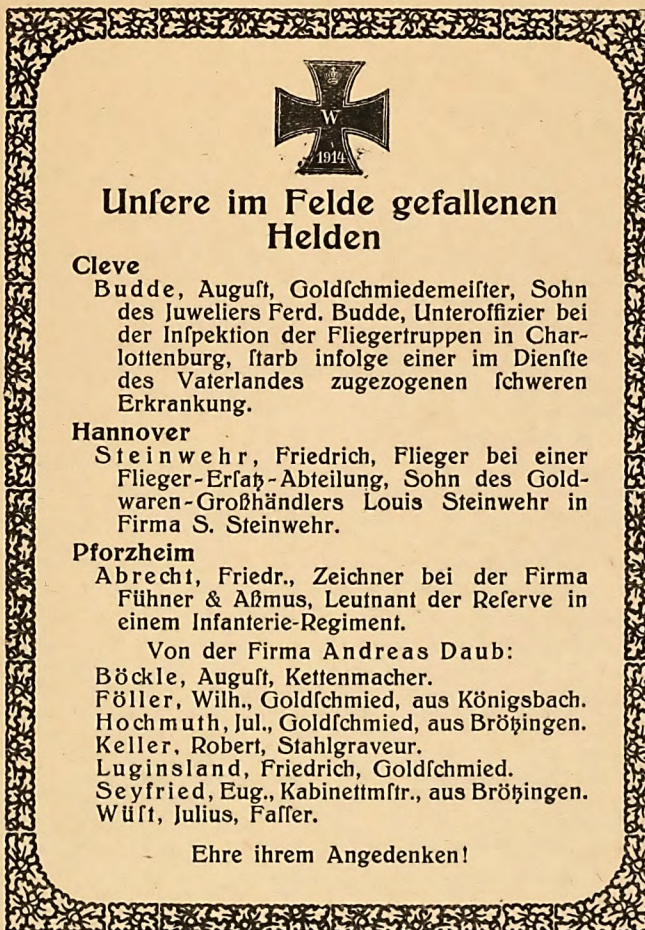 W
1914
Unſere im Felde gefallenen
Helden
Cleve
Budde, Auguſt, Goldſchmiedemeiſter, Sohn
des Juweliers Ferd. Budde, Unteroffizier bei
der Inſpektion der Fliegertruppen in Char-
lottenburg, ſtarb infolge einer im Dienſte
des Vaterlandes zugezogenen ſchweren
Erkrankung.
Hannover
Steinwehr, Friedrich, Flieger bei einer
Flieger-Erſatz-Abteilung, Sohn des Gold-
waren-Großhändlers Louis Steinwehr in
Firma S. Steinwehr.
Pforzheim
Abrecht, Friedr., Zeichner bei der Firma
Fühner & Aßmus, Leutnant der Reſerve in
einem Infanterie-Regiment.
Von der Firma Andreas Daub:
Böckle, Auguſt, Kettenmacher.
Föller, Wilh., Goldſchmied, aus Königsbach.
Hochmuth, Jul., Goldſchmied, aus Brötzingen.
Keller, Robert, Stahlgraveur.
Luginsland, Friedrich, Goldſchmied.
Seyfried, Eug., Kabinettmſtr., aus Brötzingen.
Wüſt, Julius, Faſſer.
Ehre ihrem Angedenken!